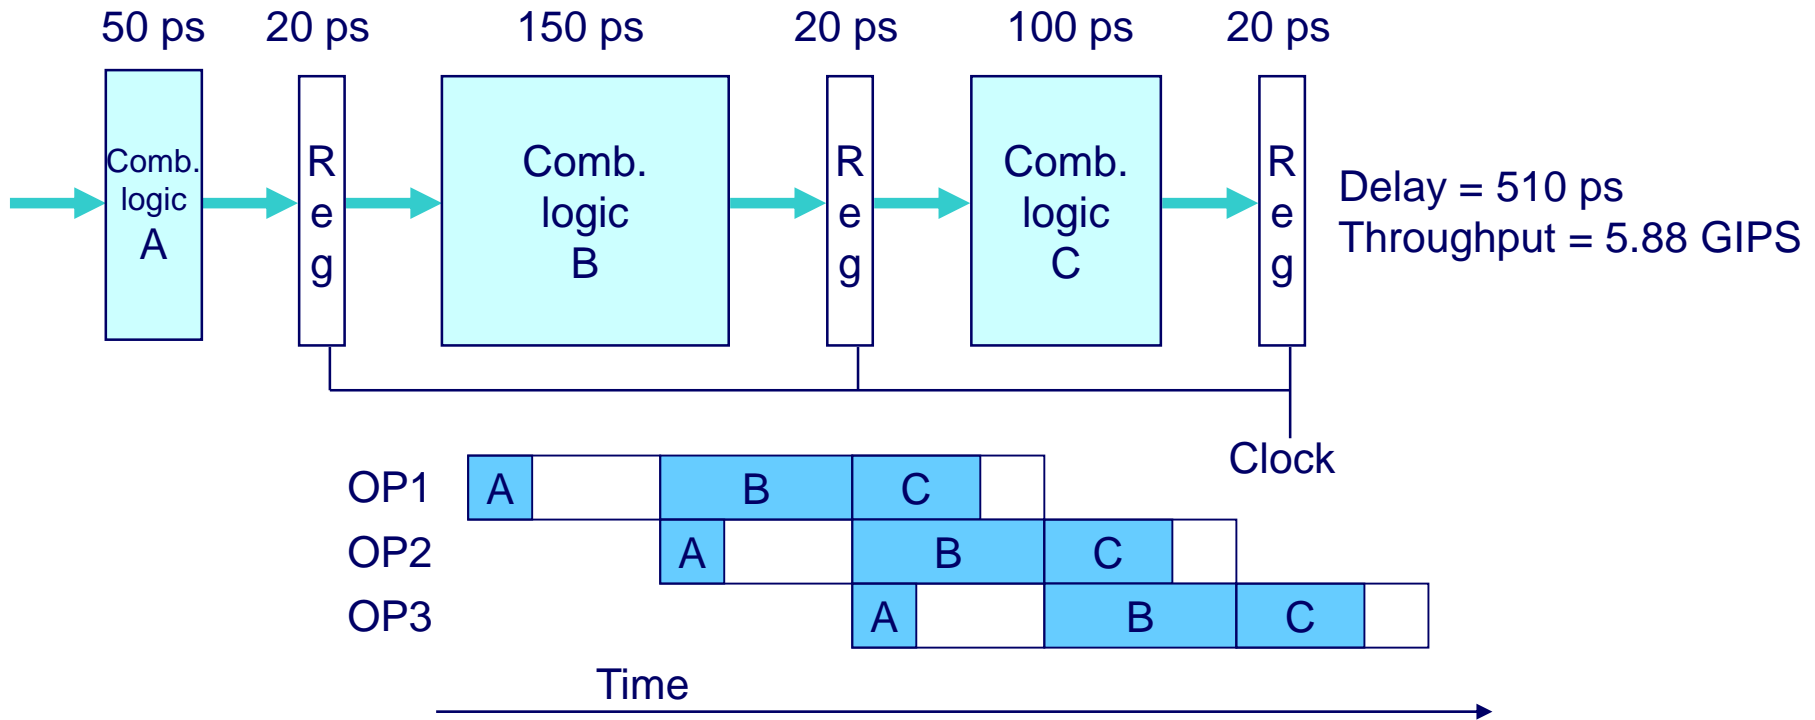 50 ps 20 ps 150 ps 20 ps 100 ps 20 ps
Comb.
logic
A
R
e
g
Comb.
logic
B
R
e
g
Comb.
logic
C
R
e
g
Delay = 510 ps
Throughput = 5.88 GIPS
Clock
OP1 A B C
OP2 A B C
OP3 A B C
Time